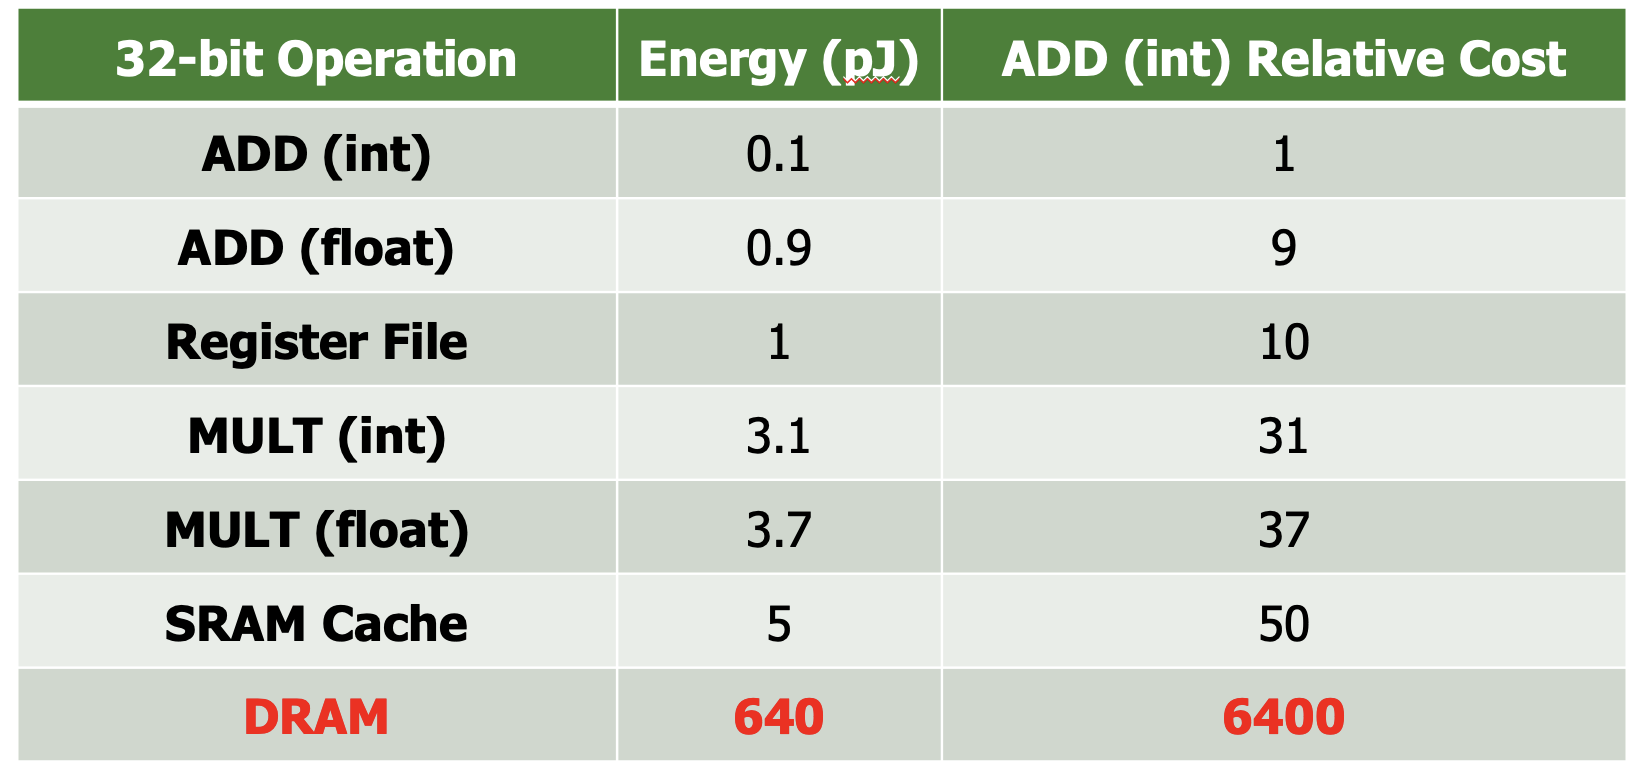 32-bit Operation Energy (pJ) ADD (int) Relative Cost
ADD (int) 0.1 1
ADD (float) 0.9 9
Register File 1 10
MULT (int) 3.1 31
MULT (float) 3.7 37
SRAM Cache 5 50
DRAM 640 6400